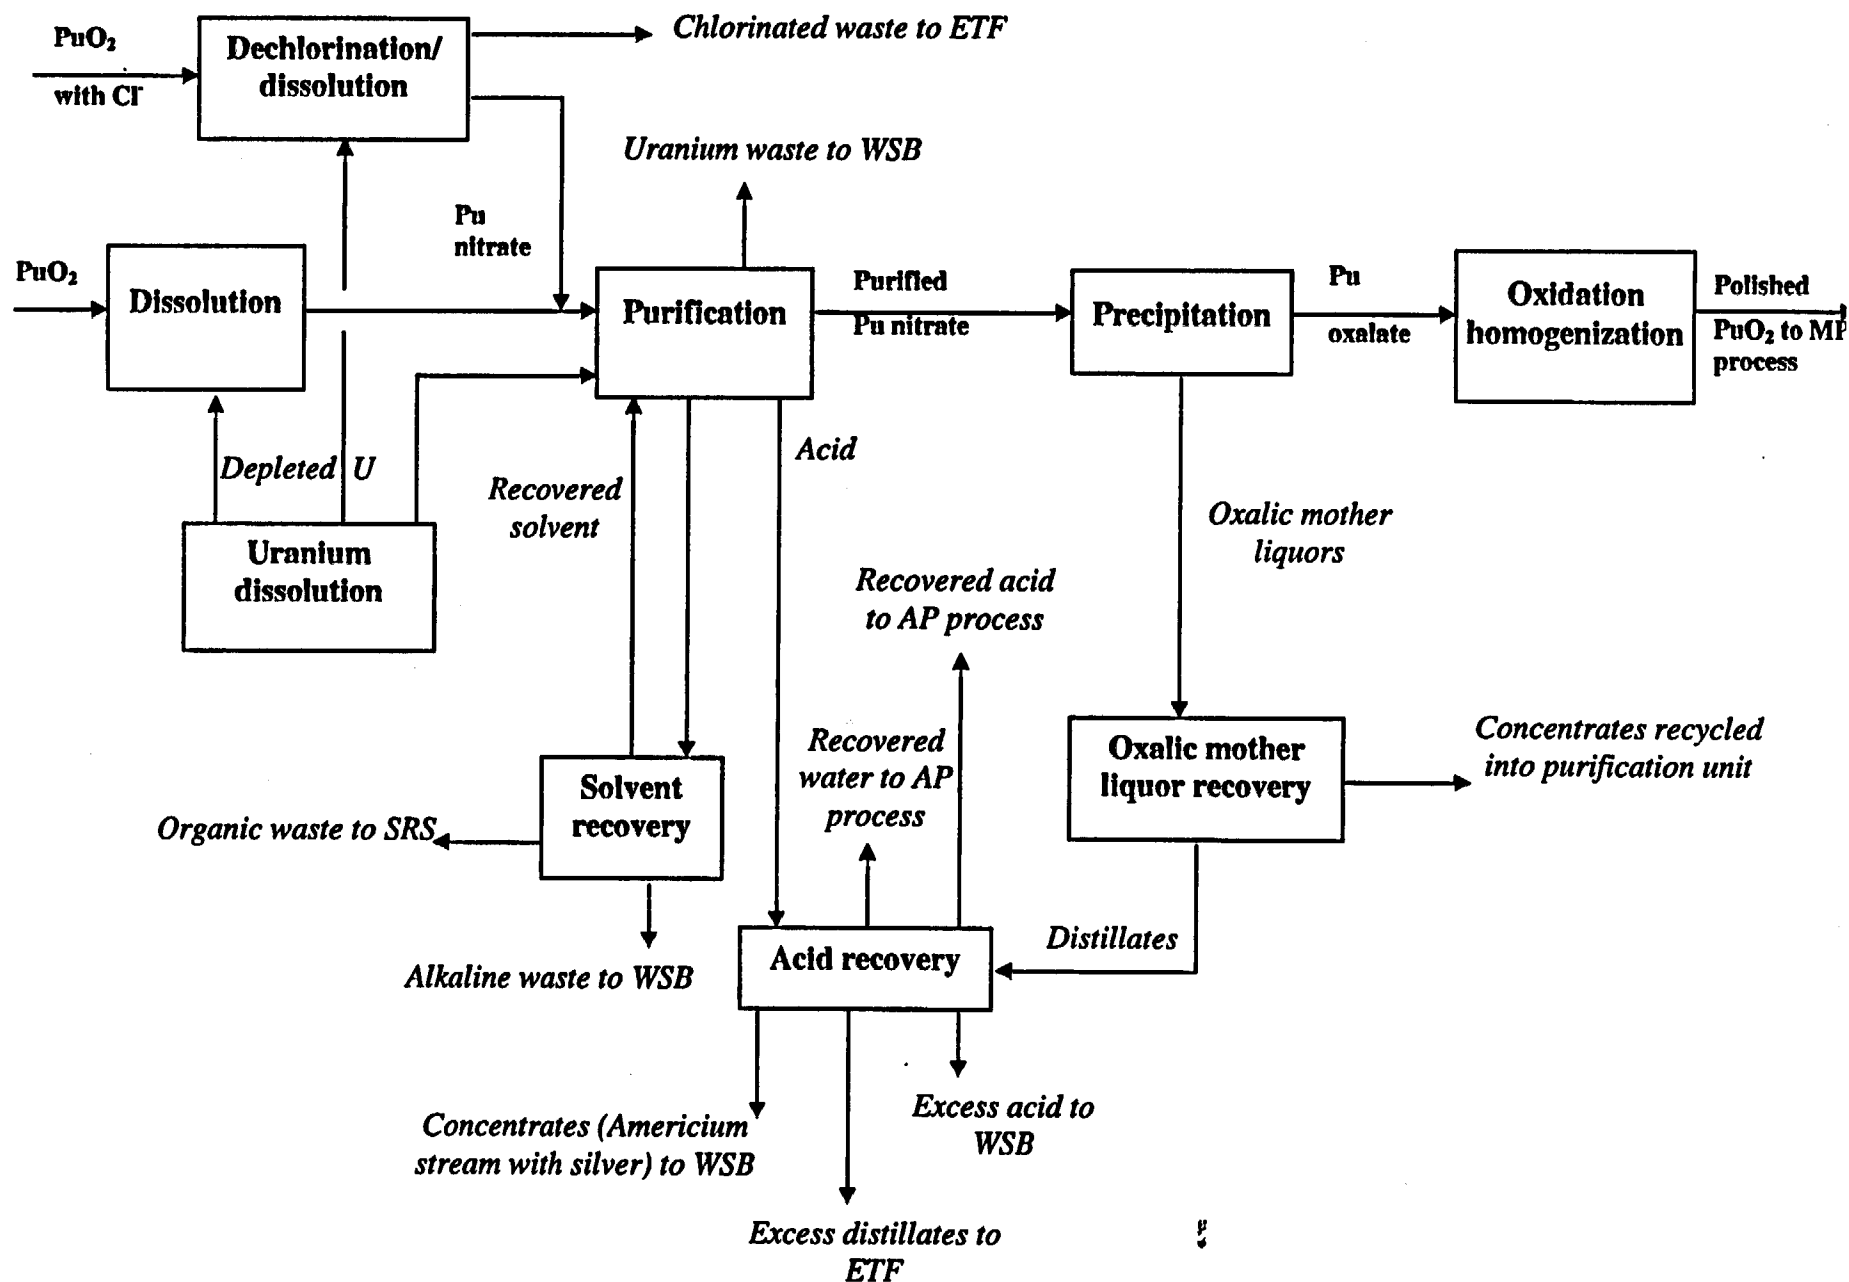 PuO₂
with Cl⁻
Dechlorination/
dissolution
Chlorinated waste to ETF
Uranium waste to WSB
Pu
nitrate
PuO₂
Dissolution
Purification
Purified
Pu nitrate
Precipitation
Pu
oxalate
Oxidation
homogenization
Polished
PuO₂ to MP
process
Depleted U
Uranium
dissolution
Recovered
solvent
Acid
Oxalic mother
liquors
Recovered acid
to AP process
Recovered
water to AP
process
Solvent
recovery
Organic waste to SRS
Alkaline waste to WSB
Oxalic mother
liquor recovery
Concentrates recycled
into purification unit
Acid recovery
Distillates
Concentrates (Americium
stream with silver) to WSB
Excess acid to
WSB
Excess distillates to
ETF